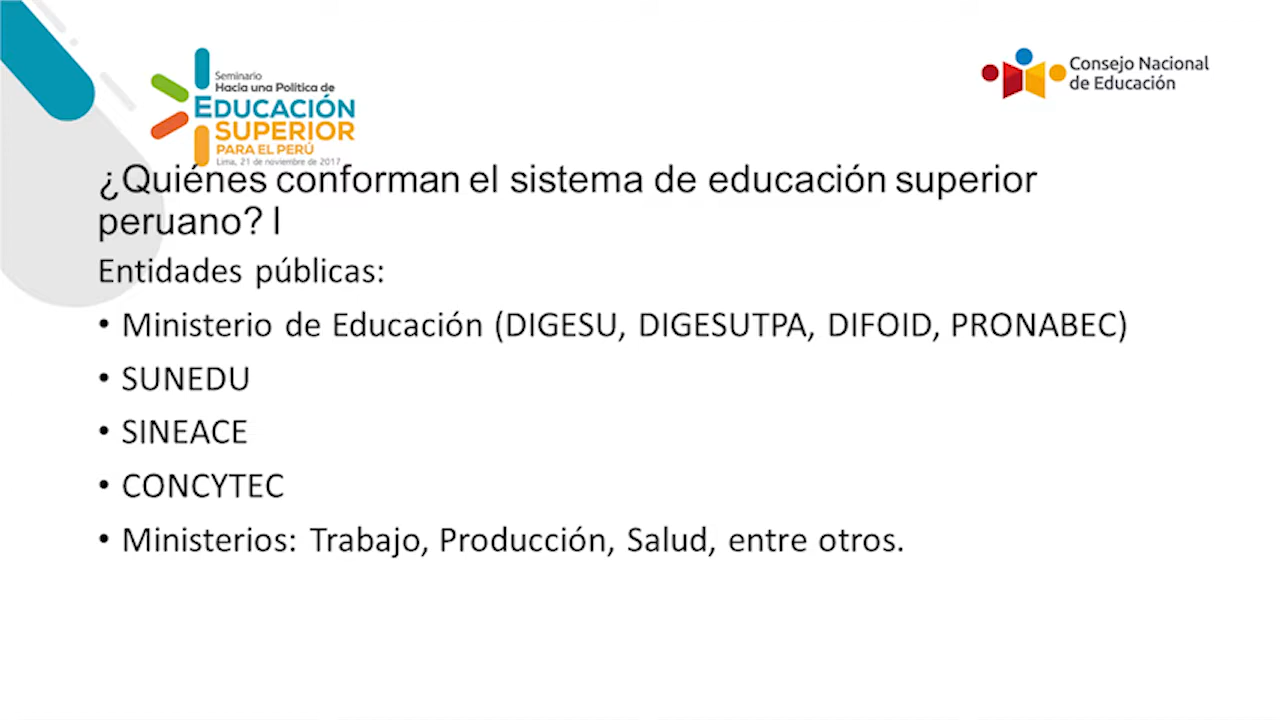 Seminario
Hacia una Política de
EDUCACIÓN
SUPERIOR
PARA EL PERÚ
Lima, 21 de noviembre de 2017
Consejo Nacional
de Educación
¿Quiénes conforman el sistema de educación superior
peruano? I
Entidades públicas:
• Ministerio de Educación (DIGESU, DIGESUTPA, DIFOID, PRONABEC)
• SUNEDU
• SINEACE
• CONCYTEC
• Ministerios: Trabajo, Producción, Salud, entre otros.